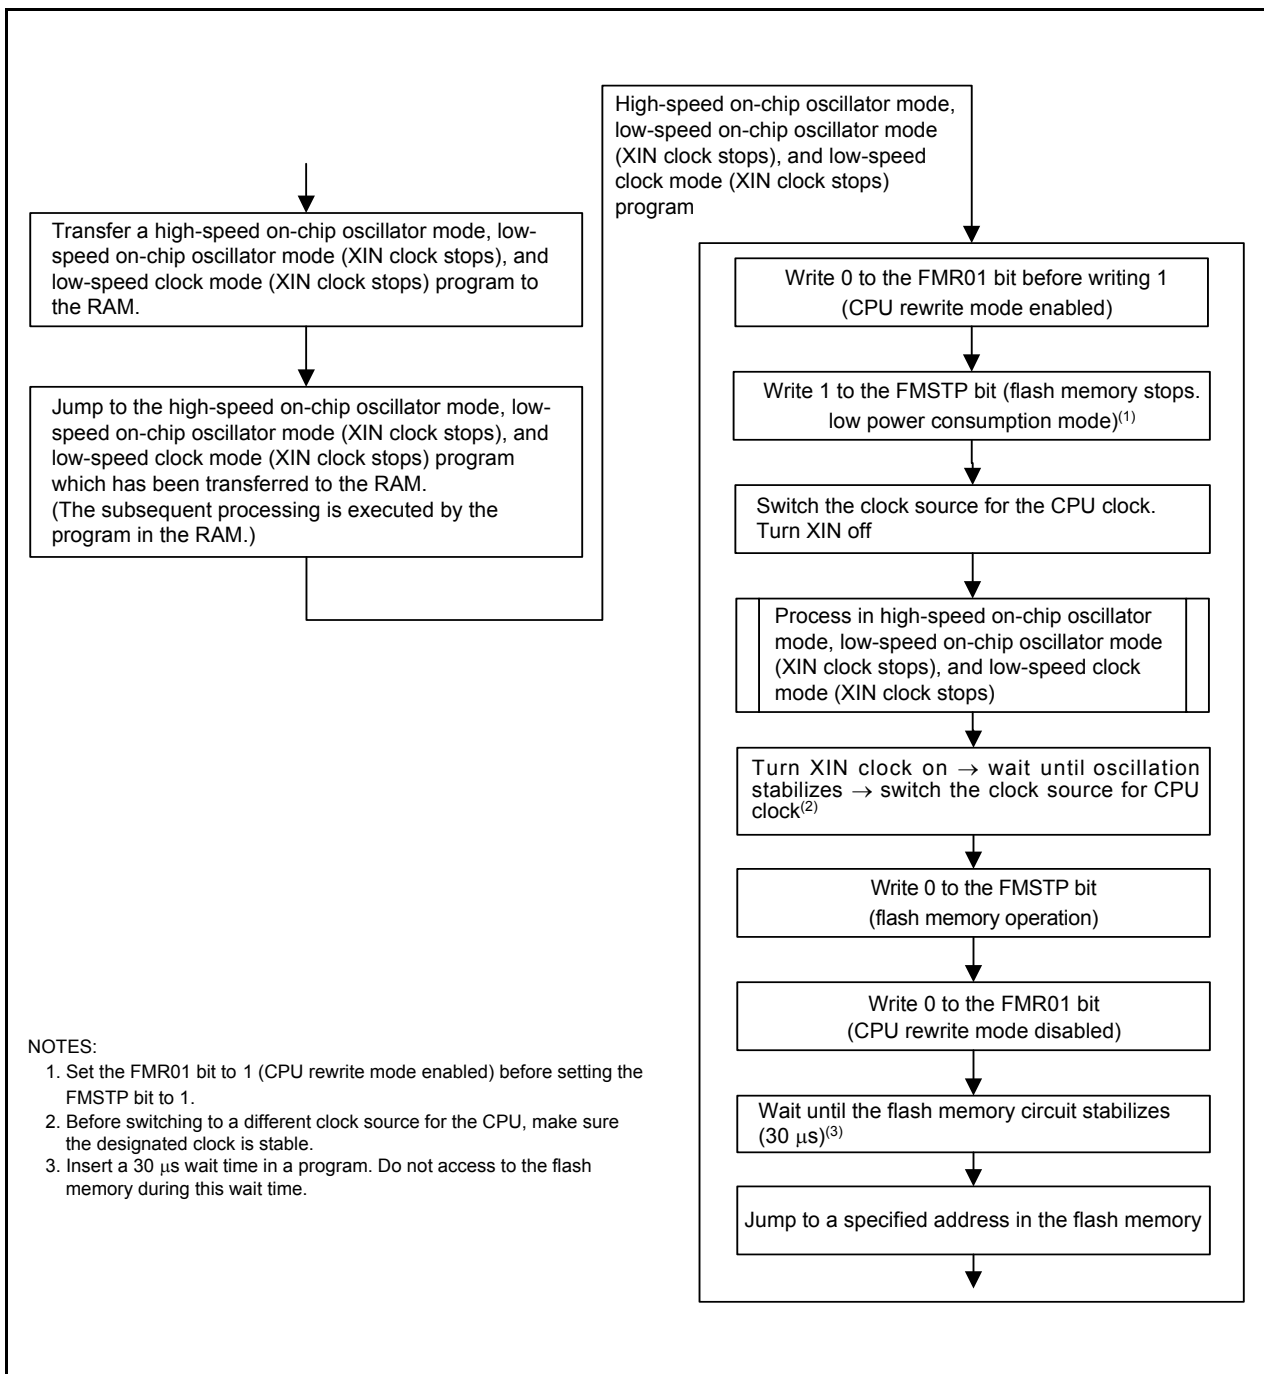 Transfer a high-speed on-chip oscillator mode, low-
speed on-chip oscillator mode (XIN clock stops), and
low-speed clock mode (XIN clock stops) program to
the RAM.
Jump to the high-speed on-chip oscillator mode, low-
speed on-chip oscillator mode (XIN clock stops), and
low-speed clock mode (XIN clock stops) program
which has been transferred to the RAM.
(The subsequent processing is executed by the
program in the RAM.)
High-speed on-chip oscillator mode,
low-speed on-chip oscillator mode
(XIN clock stops), and low-speed
clock mode (XIN clock stops)
program
Write 0 to the FMR01 bit before writing 1
(CPU rewrite mode enabled)
Write 1 to the FMSTP bit (flash memory stops.
low power consumption mode)(1)
Switch the clock source for the CPU clock.
Turn XIN off
Process in high-speed on-chip oscillator
mode, low-speed on-chip oscillator mode
(XIN clock stops), and low-speed clock
mode (XIN clock stops)
Turn XIN clock on → wait until oscillation
stabilizes → switch the clock source for CPU
clock(2)
Write 0 to the FMSTP bit
(flash memory operation)
Write 0 to the FMR01 bit
(CPU rewrite mode disabled)
Wait until the flash memory circuit stabilizes
(30 μs)(3)
Jump to a specified address in the flash memory
NOTES:
1. Set the FMR01 bit to 1 (CPU rewrite mode enabled) before setting the
FMSTP bit to 1.
2. Before switching to a different clock source for the CPU, make sure
the designated clock is stable.
3. Insert a 30 μs wait time in a program. Do not access to the flash
memory during this wait time.